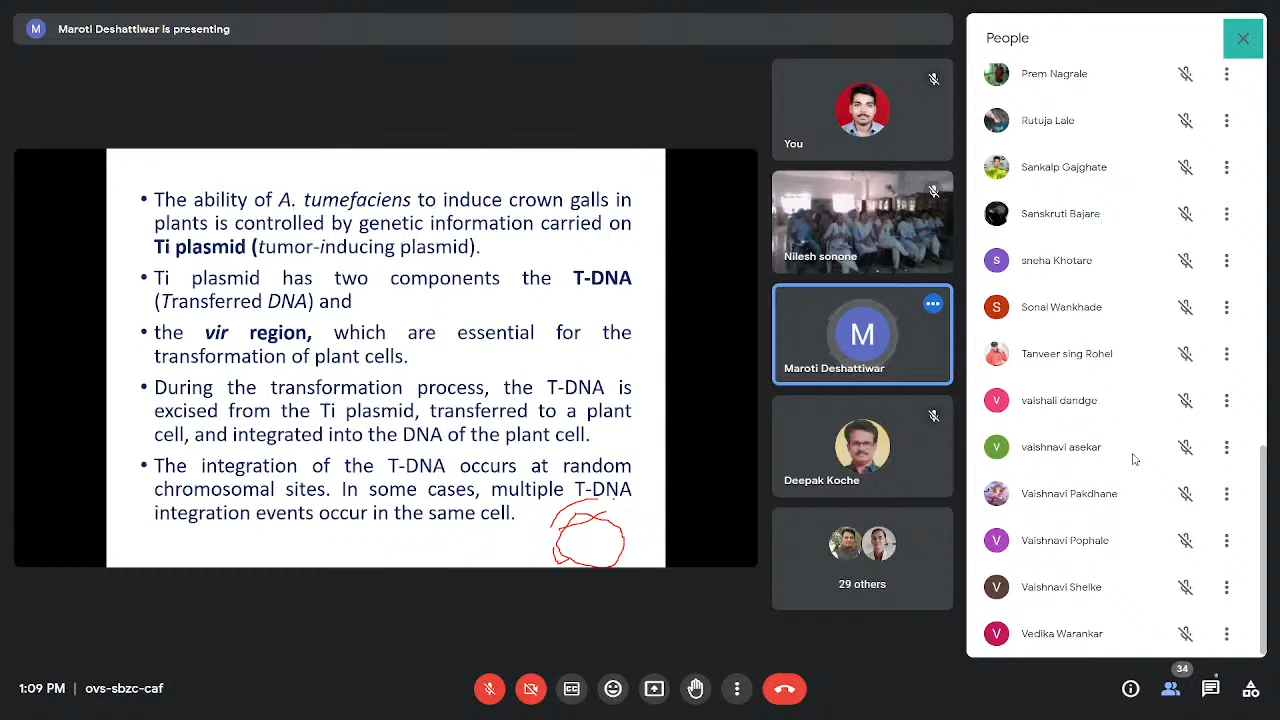 M Maroti Deshattiwar is presenting
• The ability of A. tumefaciens to induce crown galls in
plants is controlled by genetic information carried on
Ti plasmid (tumor-inducing plasmid).
• Ti plasmid has two components the T-DNA
(Transferred DNA) and
• the vir region, which are essential for the
transformation of plant cells.
• During the transformation process, the T-DNA is
excised from the Ti plasmid, transferred to a plant
cell, and integrated into the DNA of the plant cell.
• The integration of the T-DNA occurs at random
chromosomal sites. In some cases, multiple T-DNA
integration events occur in the same cell.
You
Nilesh sonone
M
Maroti Deshattiwar
Deepak Koche
29 others
People
Prem Nagrale
Rutuja Lale
Sankalp Gajghate
Sanskruti Bajare
s sneha Khotare
S Sonal Wankhade
Tanveer sing Rohel
v vaishali dandge
v vaishnavi asekar
Vaishnavi Pakdhane
V Vaishnavi Pophale
V Vaishnavi Shelke
V Vedika Warankar
1:09 PM | ovs-sbzc-caf
34